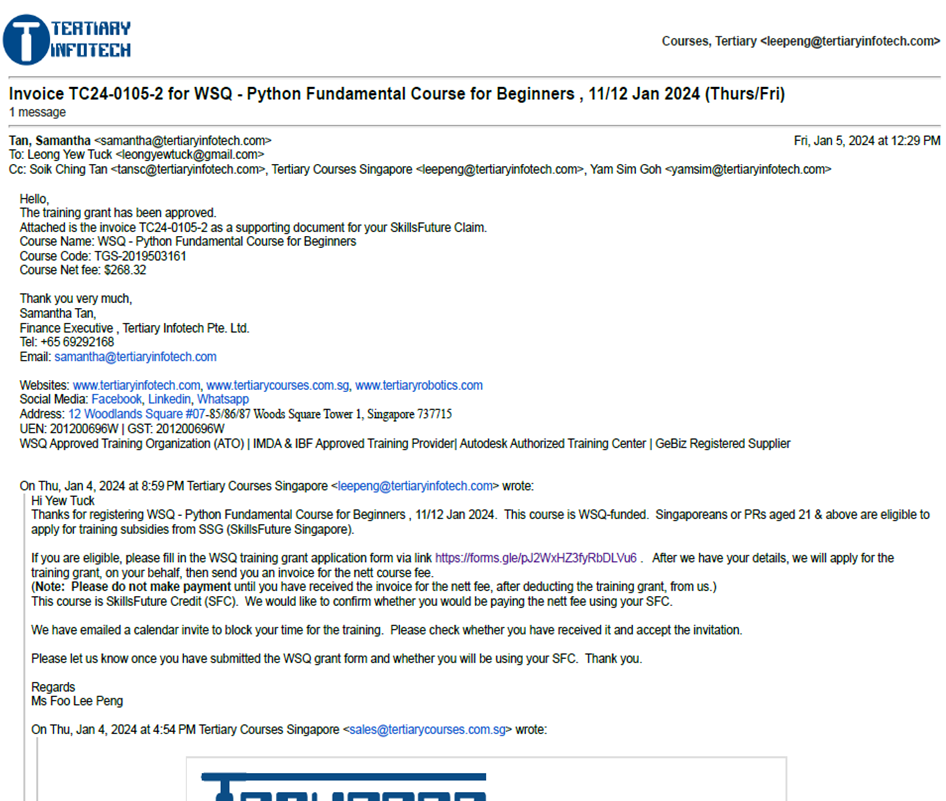 TERTIARY
INFOTECH
Courses, Tertiary <leepeng@tertiaryinfotech.com>
Invoice TC24-0105-2 for WSQ - Python Fundamental Course for Beginners , 11/12 Jan 2024 (Thurs/Fri)
1 message
Tan, Samantha <samantha@tertiaryinfotech.com> Fri, Jan 5, 2024 at 12:29 PM
To: Leong Yew Tuck <leongyewtuck@gmail.com>
Cc: Soik Ching Tan <tansc@tertiaryinfotech.com>, Tertiary Courses Singapore <leepeng@tertiaryinfotech.com>, Yam Sim Goh <yamsim@tertiaryinfotech.com>
Hello,
The training grant has been approved.
Attached is the invoice TC24-0105-2 as a supporting document for your SkillsFuture Claim.
Course Name: WSQ - Python Fundamental Course for Beginners
Course Code: TGS-2019503161
Course Net fee: $268.32
Thank you very much,
Samantha Tan,
Finance Executive , Tertiary Infotech Pte. Ltd.
Tel: +65 69292168
Email: samantha@tertiaryinfotech.com
Websites: www.tertiaryinfotech.com, www.tertiarycourses.com.sg, www.tertiaryrobotics.com
Social Media: Facebook, Linkedin, Whatsapp
Address: 12 Woodlands Square #07-85/86/87 Woods Square Tower 1, Singapore 737715
UEN: 201200696W | GST: 201200696W
WSQ Approved Training Organization (ATO) | IMDA & IBF Approved Training Provider| Autodesk Authorized Training Center | GeBiz Registered Supplier
On Thu, Jan 4, 2024 at 8:59 PM Tertiary Courses Singapore <leepeng@tertiaryinfotech.com> wrote:
Hi Yew Tuck
Thanks for registering WSQ - Python Fundamental Course for Beginners , 11/12 Jan 2024. This course is WSQ-funded. Singaporeans or PRs aged 21 & above are eligible to
apply for training subsidies from SSG (SkillsFuture Singapore).
If you are eligible, please fill in the WSQ training grant application form via link https://forms.gle/pJ2WxHZ3fyRbDLVu6 . After we have your details, we will apply for the
training grant, on your behalf, then send you an invoice for the nett course fee.
(Note: Please do not make payment until you have received the invoice for the nett fee, after deducting the training grant, from us.)
This course is SkillsFuture Credit (SFC). We would like to confirm whether you would be paying the nett fee using your SFC.
We have emailed a calendar invite to block your time for the training. Please check whether you have received it and accept the invitation.
Please let us know once you have submitted the WSQ grant form and whether you will be using your SFC. Thank you.
Regards
Ms Foo Lee Peng
On Thu, Jan 4, 2024 at 4:54 PM Tertiary Courses Singapore <sales@tertiarycourses.com.sg> wrote: